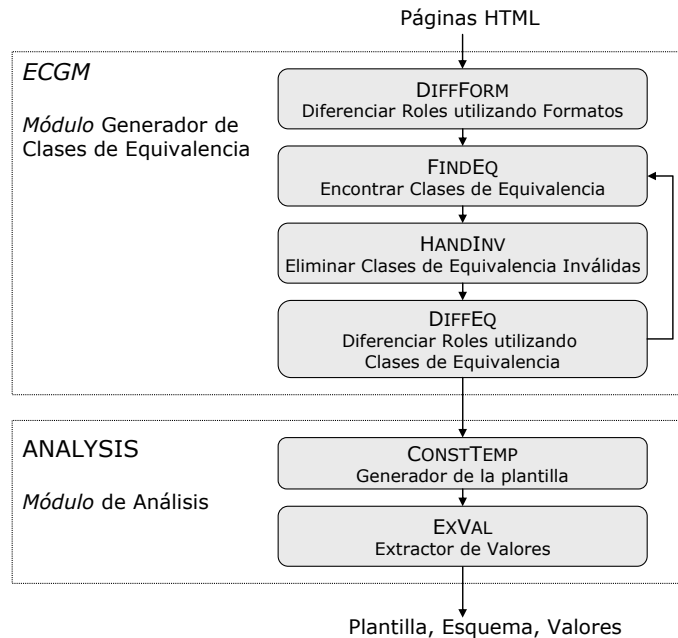 Páginas HTML
ECGM
Módulo Generador de
Clases de Equivalencia
DIFFFORM
Diferenciar Roles utilizando Formatos
FINDEQ
Encontrar Clases de Equivalencia
HANDINV
Eliminar Clases de Equivalencia Inválidas
DIFFEQ
Diferenciar Roles utilizando
Clases de Equivalencia
ANALYSIS
Módulo de Análisis
CONSTTEMP
Generador de la plantilla
EXVAL
Extractor de Valores
Plantilla, Esquema, Valores